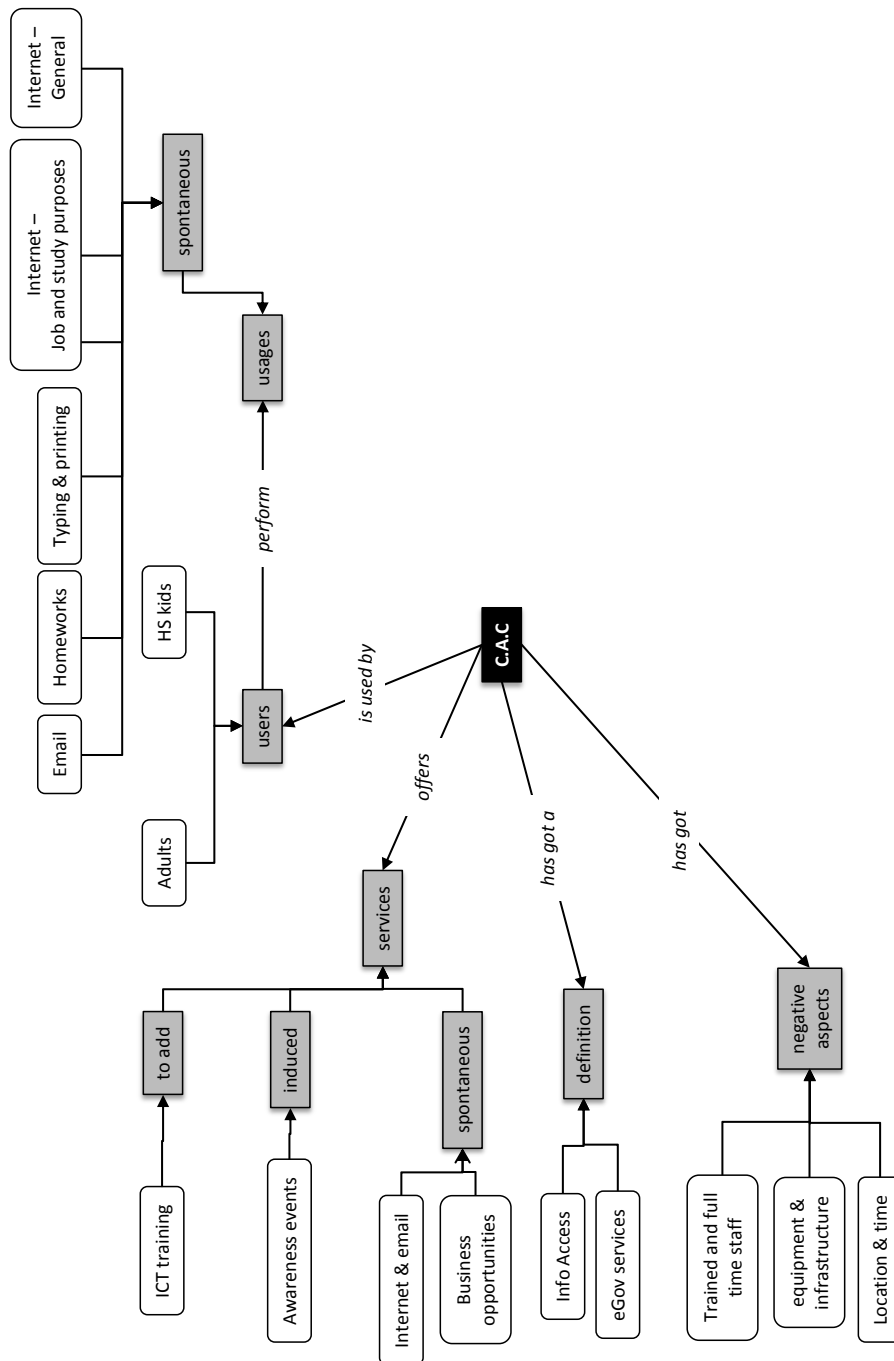 Email
Homeworks
Typing & printing
Internet –
Job and study purposes
Internet –
General
ICT training
to add
Adults
HS kids
spontaneous
users
perform
usages
Awareness events
induced
is used by
services
offers
Internet & email
spontaneous
Business
opportunities
C.A.C
has got a
Info Access
definition
eGov services
has got
Trained and full
time staff
negative
aspects
equipment &
infrastructure
Location & time